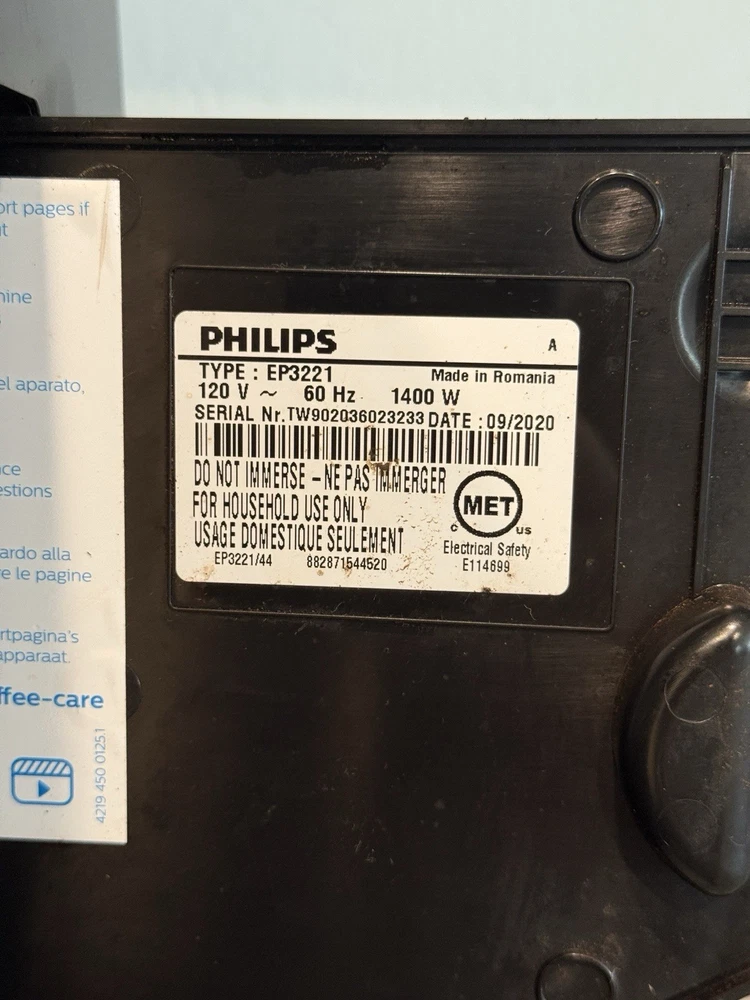 ort pages if
hine
el aparato,
estions
ardo alla
re le pagine
rtpagina's
apparaat.
ffee-care
4219 450 01251
PHILIPS
A
TYPE : EP3221
Made in Romania
120 V ~ 60 Hz 1400 W
SERIAL Nr. TW902036023233 DATE : 09/2020
DO NOT IMMERSE - NE PAS IMMERGER
FOR HOUSEHOLD USE ONLY
USAGE DOMESTIQUE SEULEMENT
EP3221/44 882871544520
MET
c us
Electrical Safety
E114699